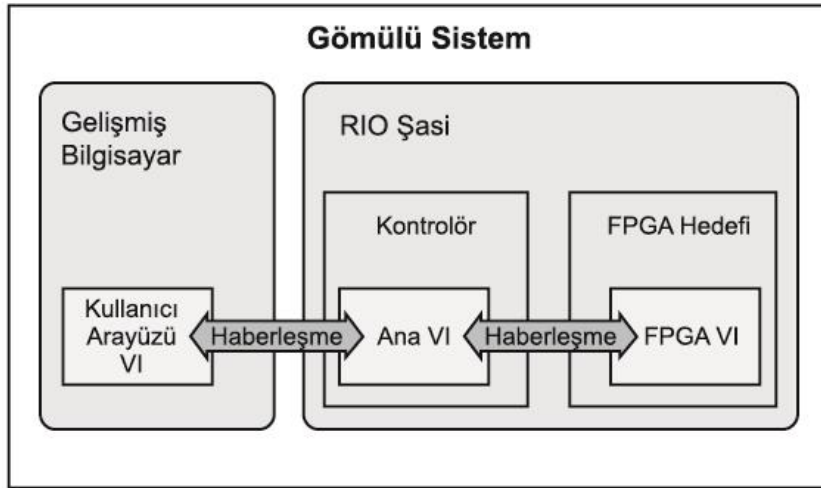 Gömülü Sistem
Gelişmiş
Bilgisayar
RIO Şasi
Kontrolör
FPGA Hedefi
Kullanıcı
Arayüzü
VI
Haberleşme
Ana VI
Haberleşme
FPGA VI